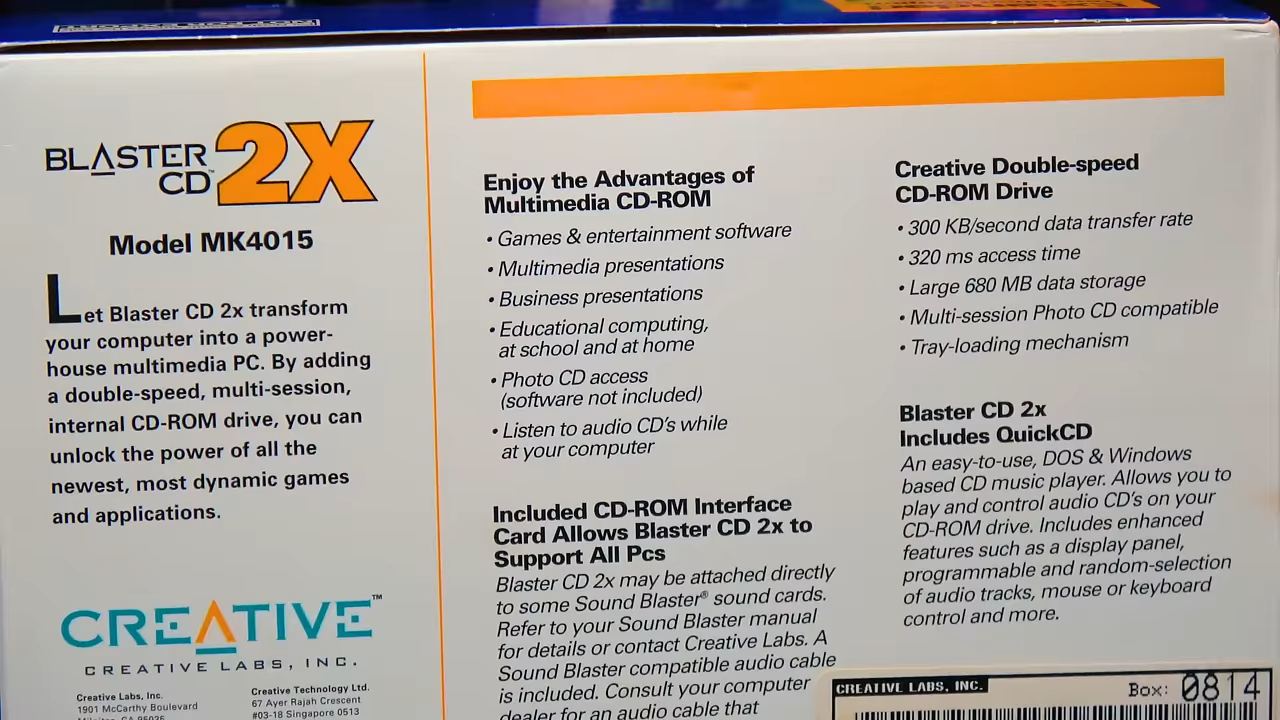 BLASTER
CD™ 2X
Model MK4015
Let Blaster CD 2x transform
your computer into a power-
house multimedia PC. By adding
a double-speed, multi-session,
internal CD-ROM drive, you can
unlock the power of all the
newest, most dynamic games
and applications.
CREATIVE™
CREATIVE LABS, INC.
Creative Labs, Inc.
1901 McCarthy Boulevard
Creative Technology Ltd.
67 Ayer Rajah Crescent
#03-18 Singapore 0513
Enjoy the Advantages of
Multimedia CD-ROM
• Games & entertainment software
• Multimedia presentations
• Business presentations
• Educational computing,
at school and at home
• Photo CD access
(software not included)
• Listen to audio CD's while
at your computer
Included CD-ROM Interface
Card Allows Blaster CD 2x to
Support All Pcs
Blaster CD 2x may be attached directly
to some Sound Blaster® sound cards.
Refer to your Sound Blaster manual
for details or contact Creative Labs. A
Sound Blaster compatible audio cable
is included. Consult your computer
dealer for an audio cable that
Creative Double-speed
CD-ROM Drive
• 300 KB/second data transfer rate
• 320 ms access time
• Large 680 MB data storage
• Multi-session Photo CD compatible
• Tray-loading mechanism
Blaster CD 2x
Includes QuickCD
An easy-to-use, DOS & Windows
based CD music player. Allows you to
play and control audio CD's on your
CD-ROM drive. Includes enhanced
features such as a display panel,
programmable and random-selection
of audio tracks, mouse or keyboard
control and more.
CREATIVE LABS, INC.
Box: 0814